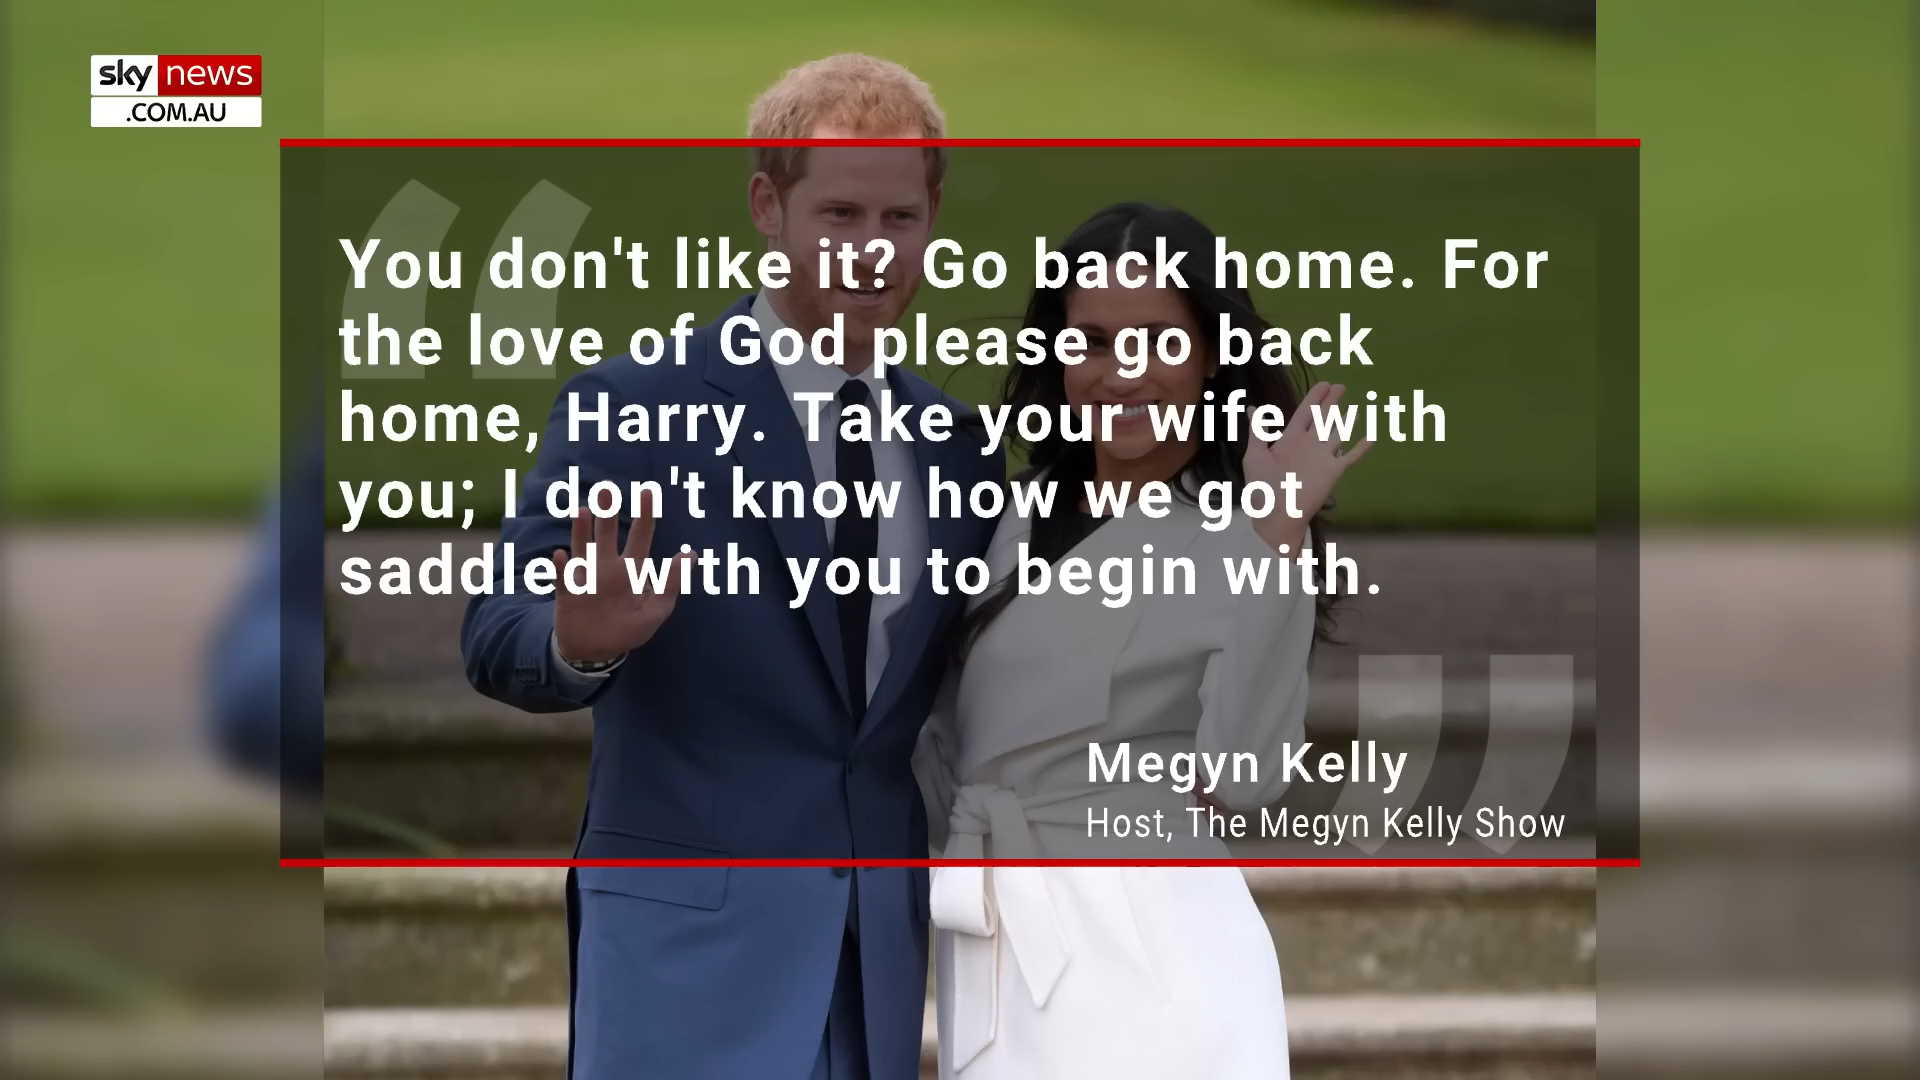 sky news
.COM.AU
You don't like it? Go back home. For
the love of God please go back
home, Harry. Take your wife with
you; I don't know how we got
saddled with you to begin with.
Megyn Kelly
Host, The Megyn Kelly Show